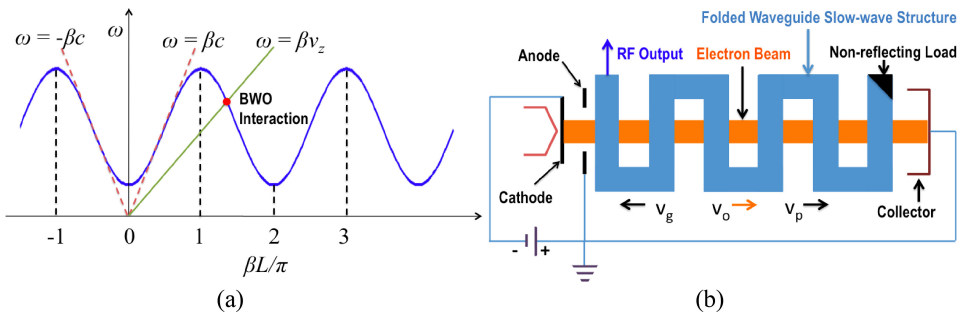 ω = -βc
ω
ω = βc
ω = βv_z
BWO
Interaction
-1
0
1
2
3
βL/π
(a)
Folded Waveguide Slow-wave Structure
RF Output
Electron Beam
Non-reflecting Load
Anode
Cathode
v_g
v_o
v_p
Collector
- +
(b)